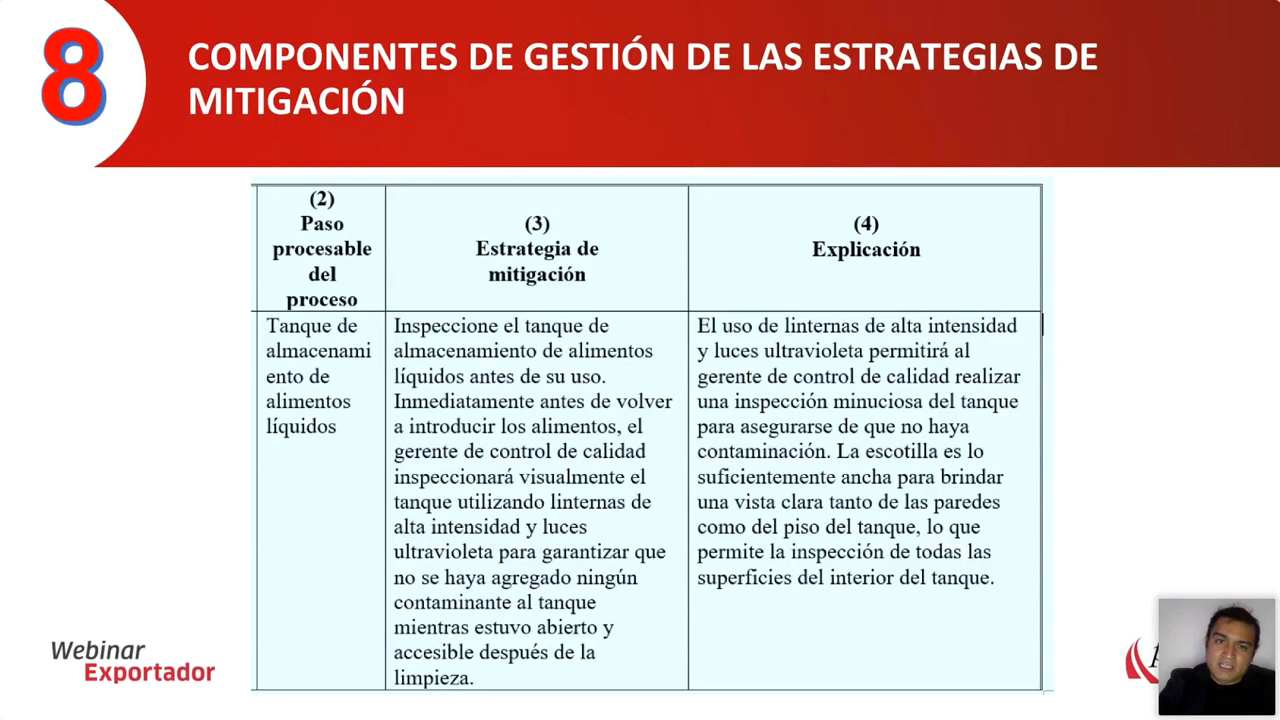 8
COMPONENTES DE GESTIÓN DE LAS ESTRATEGIAS DE
MITIGACIÓN
(2)
Paso
procesable
del
proceso
(3)
Estrategia de
mitigación
(4)
Explicación
Tanque de
almacenami
ento de
alimentos
líquidos
Inspeccione el tanque de
almacenamiento de alimentos
líquidos antes de su uso.
Inmediatamente antes de volver
a introducir los alimentos, el
gerente de control de calidad
inspeccionará visualmente el
tanque utilizando linternas de
alta intensidad y luces
ultravioleta para garantizar que
no se haya agregado ningún
contaminante al tanque
mientras estuvo abierto y
accesible después de la
limpieza.
El uso de linternas de alta intensidad
y luces ultravioleta permitirá al
gerente de control de calidad realizar
una inspección minuciosa del tanque
para asegurarse de que no haya
contaminación. La escotilla es lo
suficientemente ancha para brindar
una vista clara tanto de las paredes
como del piso del tanque, lo que
permite la inspección de todas las
superficies del interior del tanque.
Webinar
Exportador